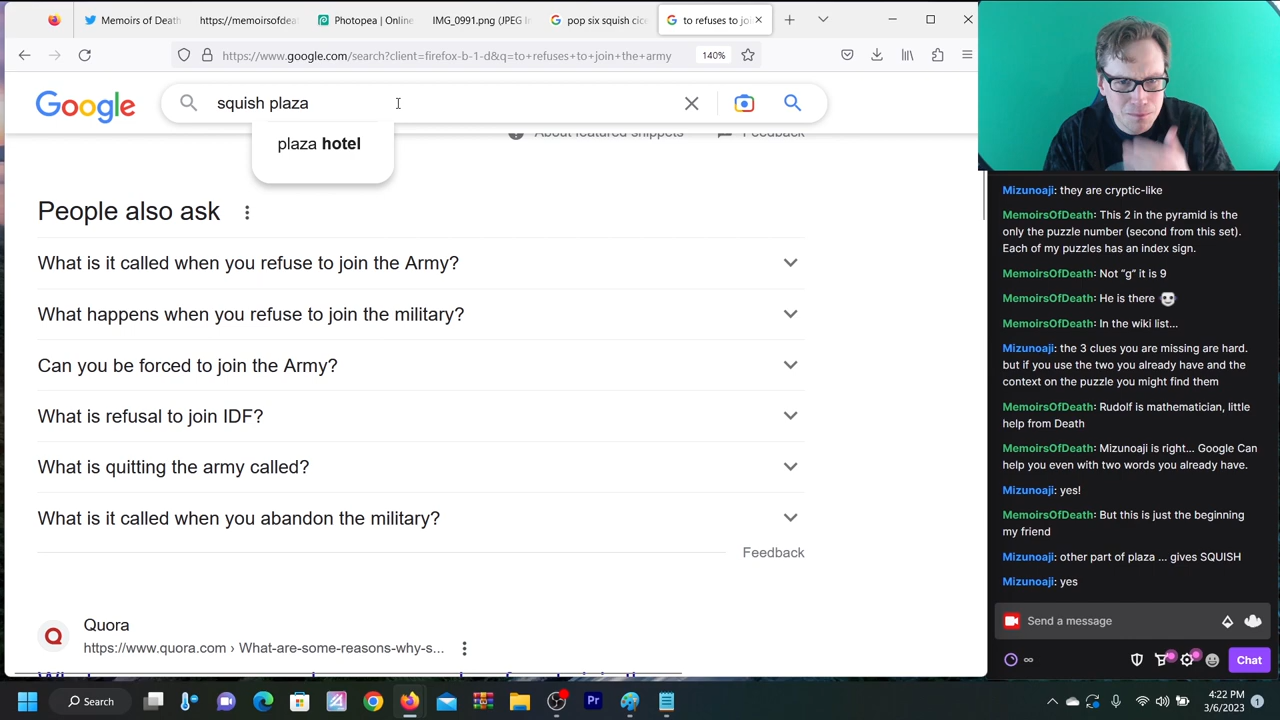 Memoirs of Death
https://memoirsofdea
Photopea | Online
IMG_0991.png (JPEG Im
pop six squish cice
to refuses to joi
https://www.google.com/search?client=firefox-b-1-d&q=to+refuses+to+join+the+army
140%
Google
squish plaza
plaza hotel
About featured snippets
Feedback
People also ask
What is it called when you refuse to join the Army?
What happens when you refuse to join the military?
Can you be forced to join the Army?
What is refusal to join IDF?
What is quitting the army called?
What is it called when you abandon the military?
Feedback
Quora
https://www.quora.com › What-are-some-reasons-why-s...
Mizunoaji: they are cryptic-like
MemoirsOfDeath: This 2 in the pyramid is the
only the puzzle number (second from this set).
Each of my puzzles has an index sign.
MemoirsOfDeath: Not “g” it is 9
MemoirsOfDeath: He is there
MemoirsOfDeath: In the wiki list...
Mizunoaji: the 3 clues you are missing are hard.
but if you use the two you already have and the
context on the puzzle you might find them
MemoirsOfDeath: Rudolf is mathematician, little
help from Death
MemoirsOfDeath: Mizunoaji is right... Google Can
help you even with two words you already have.
Mizunoaji: yes!
MemoirsOfDeath: But this is just the beginning
my friend
Mizunoaji: other part of plaza ... gives SQUISH
Mizunoaji: yes
Send a message
Chat
Search
Pr
4:22 PM
3/6/2023
1